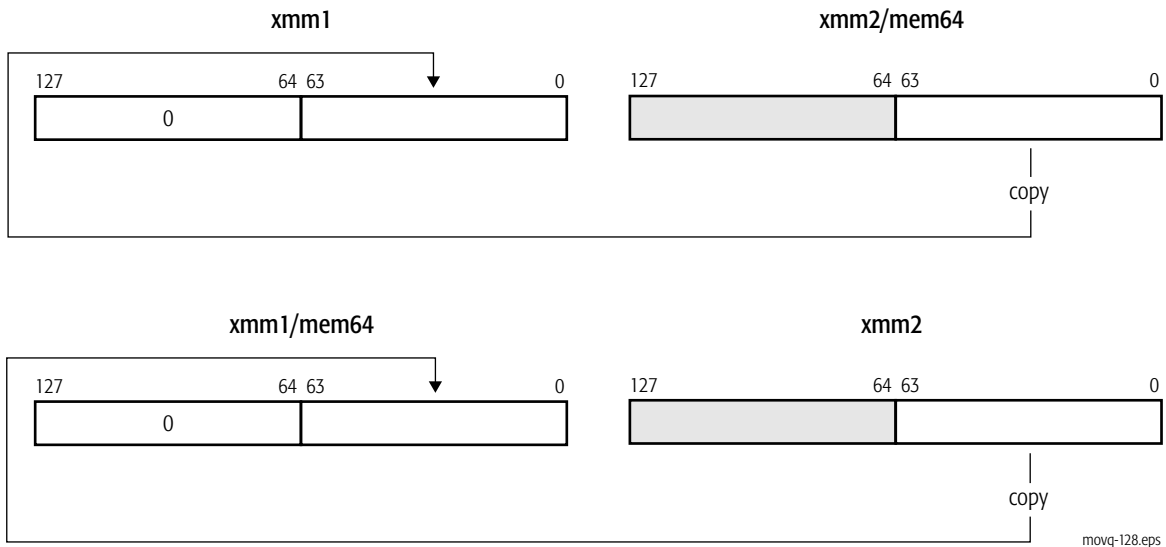 xmm1 xmm2/mem64
127 64 63 0 127 64 63 0
0
copy
xmm1/mem64 xmm2
127 64 63 0 127 64 63 0
0
copy
movq-128.eps